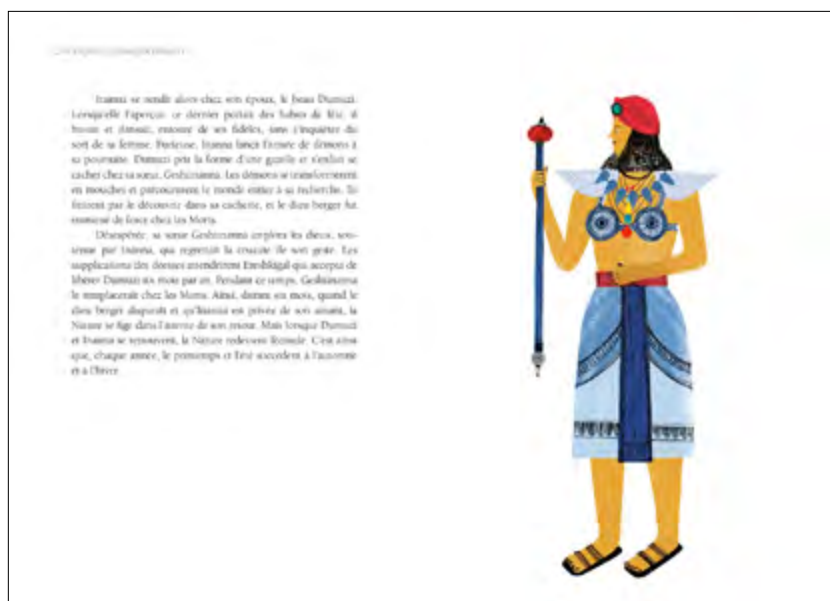 Inanna se rendit alors chez son époux, le beau Dumuzi.
Lorsqu'elle l'aperçut, ce dernier portait des habits de fête, il
buvait et dansait, entouré de ses fidèles, sans s'inquiéter du
sort de sa femme. Furieuse, Inanna lança l'armée de démons à
sa poursuite. Dumuzi prit la forme d'une gazelle et s'enfuit se
cacher chez sa sœur, Geshtinanna. Les démons se transformèrent
en mouches et parcoururent le monde entier à sa recherche. Ils
finirent par le découvrir dans sa cachette, et le dieu berger fut
emmené de force chez les Morts.
Désespérée, sa sœur Geshtinanna implora les dieux, sou-
tenue par Inanna, qui regrettait la cruauté de son geste. Les
supplications des déesses attendrirent Ereshkigal qui accepta de
libérer Dumuzi six mois par an. Pendant ce temps, Geshtinanna
le remplacerait chez les Morts. Ainsi, durant six mois, quand le
dieu berger disparaît et qu'Inanna est privée de son amant, la
Nature se fige dans l'attente de son retour. Mais lorsque Dumuzi
et Inanna se retrouvent, la Nature redevient féconde. C'est ainsi
que, chaque année, le printemps et l'été succèdent à l'automne
et à l'hiver.